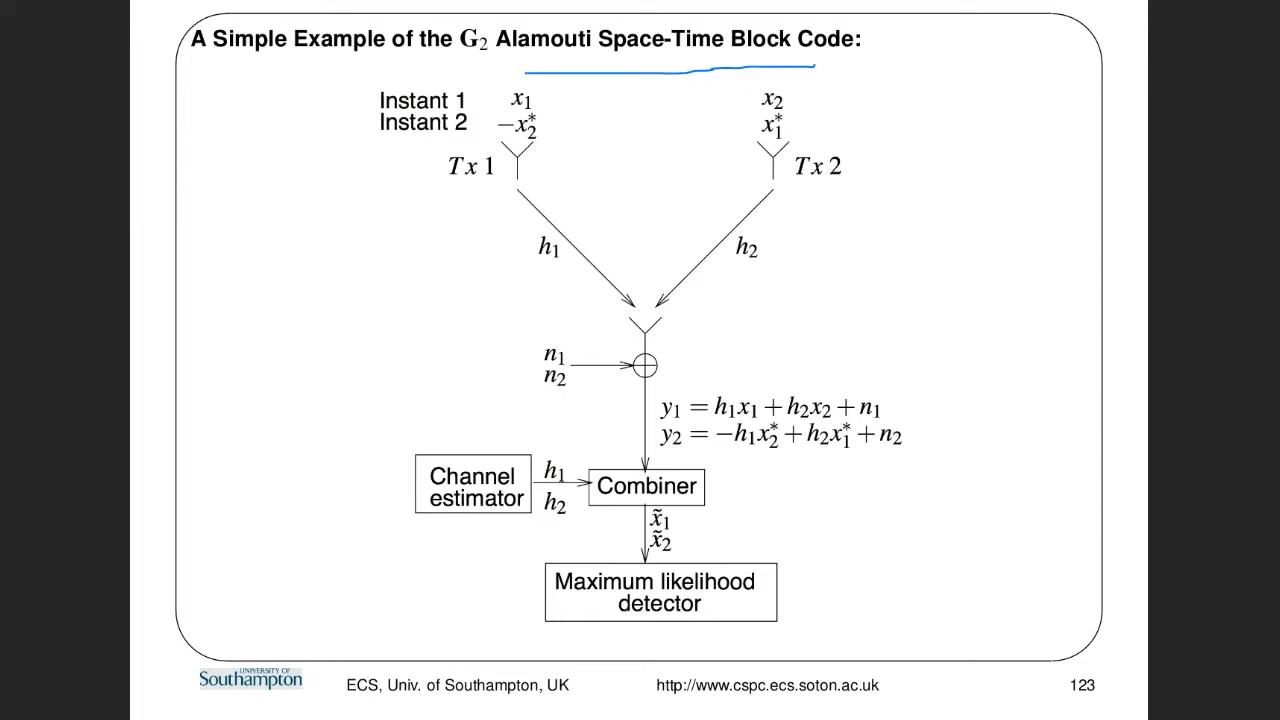 A Simple Example of the G₂ Alamouti Space-Time Block Code:
Instant 1 x₁ x₂
Instant 2 −x₂* x₁*
Tx 1 Tx 2
h₁ h₂
n₁
n₂
y₁ = h₁x₁ + h₂x₂ + n₁
y₂ = −h₁x₂* + h₂x₁* + n₂
Channel
estimator
h₁
h₂
Combiner
x̃₁
x̃₂
Maximum likelihood
detector
UNIVERSITY OF
Southampton
ECS, Univ. of Southampton, UK http://www.cspc.ecs.soton.ac.uk 123